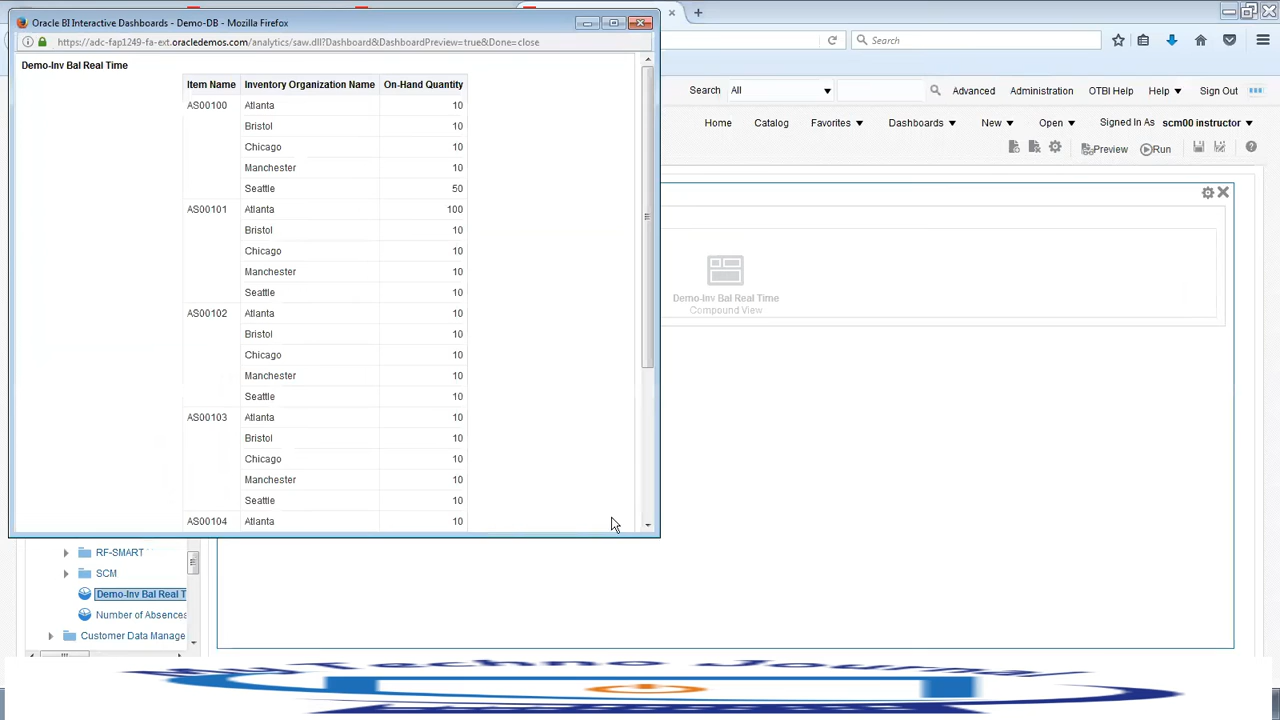 Oracle BI Interactive Dashboards - Demo-DB - Mozilla Firefox
https://adc-fap1249-fa-ext.oracledemos.com/analytics/saw.dll?Dashboard&DashboardPreview=true&Done=close
Search
Demo-Inv Bal Real Time
Item Name Inventory Organization Name On-Hand Quantity
AS00100 Atlanta 10
Bristol 10
Chicago 10
Manchester 10
Seattle 50
AS00101 Atlanta 100
Bristol 10
Chicago 10
Manchester 10
Seattle 10
AS00102 Atlanta 10
Bristol 10
Chicago 10
Manchester 10
Seattle 10
AS00103 Atlanta 10
Bristol 10
Chicago 10
Manchester 10
Seattle 10
AS00104 Atlanta 10
Search All Advanced Administration OTBI Help Help Sign Out
Home Catalog Favorites Dashboards New Open Signed In As scm00 instructor
Preview Run
Demo-Inv Bal Real Time
Compound View
RF-SMART
SCM
Demo-Inv Bal Real T
Number of Absences
Customer Data Manage